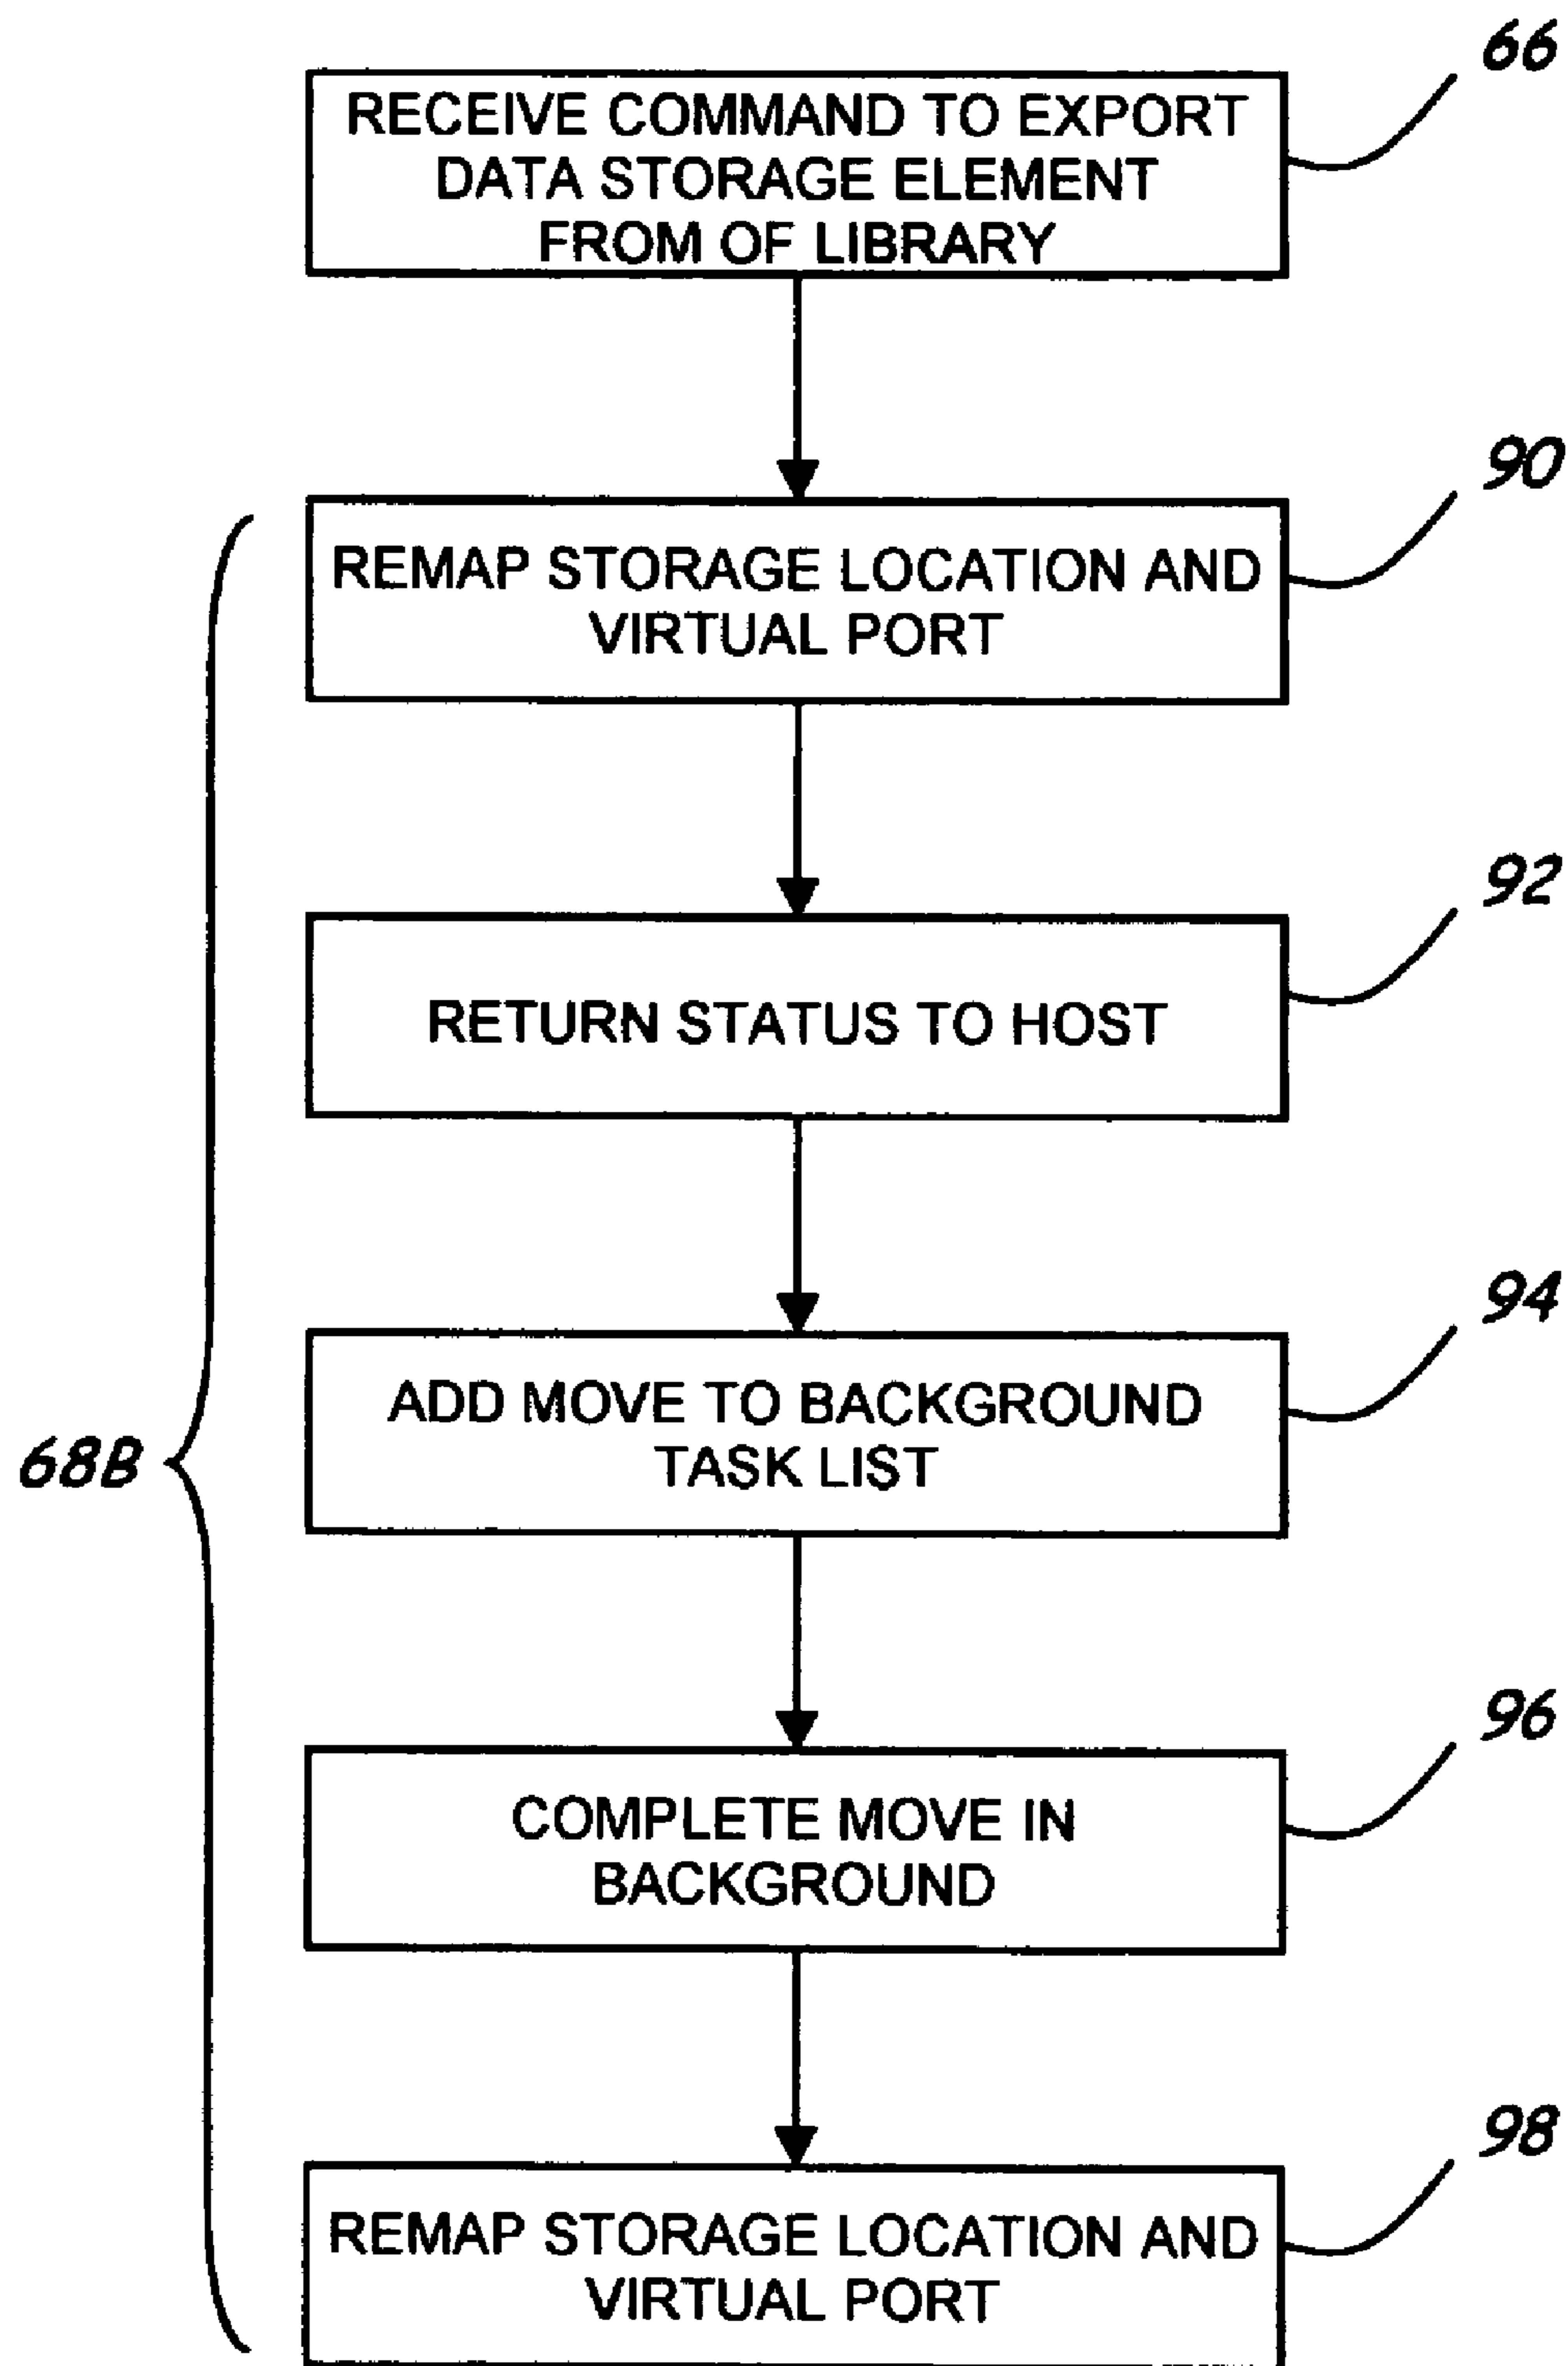 66
RECEIVE COMMAND TO EXPORT
DATA STORAGE ELEMENT
FROM OF LIBRARY
90
REMAP STORAGE LOCATION AND
VIRTUAL PORT
92
RETURN STATUS TO HOST
94
ADD MOVE TO BACKGROUND
TASK LIST
68B
96
COMPLETE MOVE IN
BACKGROUND
98
REMAP STORAGE LOCATION AND
VIRTUAL PORT